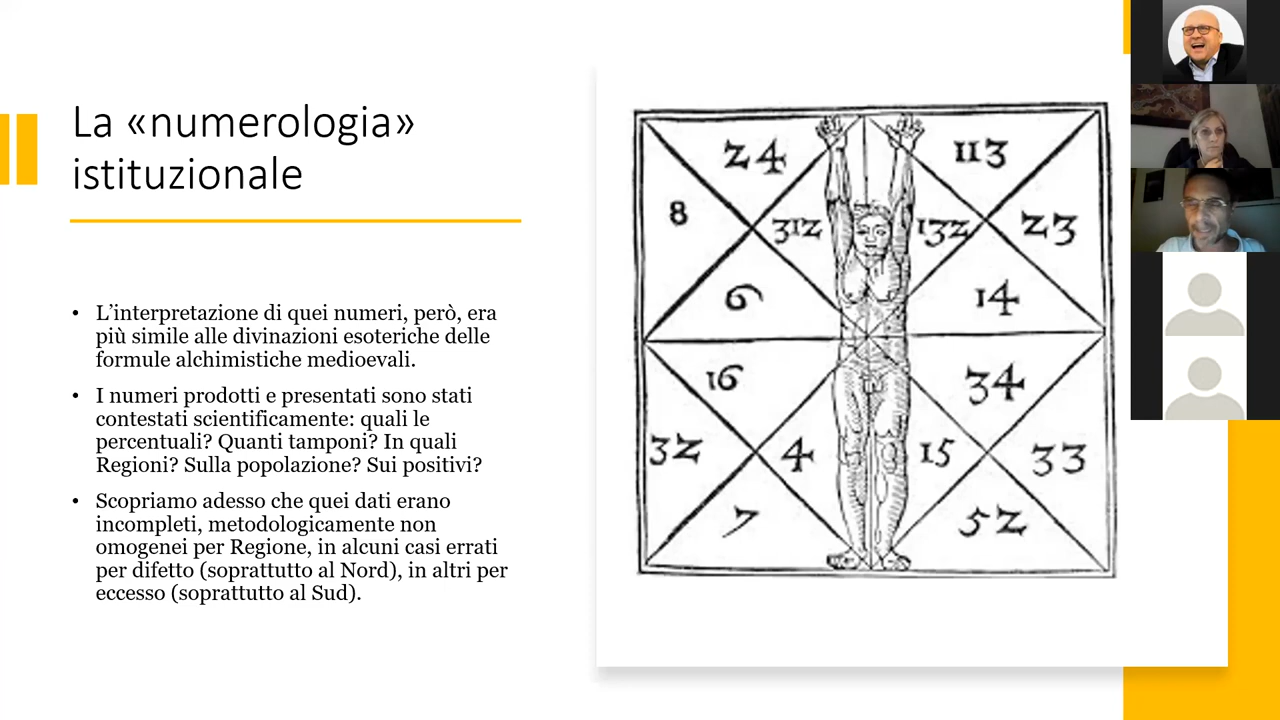 La «numerologia»
istituzionale
• L’interpretazione di quei numeri, però, era
più simile alle divinazioni esoteriche delle
formule alchimistiche medioevali.
• I numeri prodotti e presentati sono stati
contestati scientificamente: quali le
percentuali? Quanti tamponi? In quali
Regioni? Sulla popolazione? Sui positivi?
• Scopriamo adesso che quei dati erano
incompleti, metodologicamente non
omogenei per Regione, in alcuni casi errati
per difetto (soprattutto al Nord), in altri per
eccesso (soprattutto al Sud).
24
113
8
312
132
23
6
14
16
34
32
4
15
33
7
52